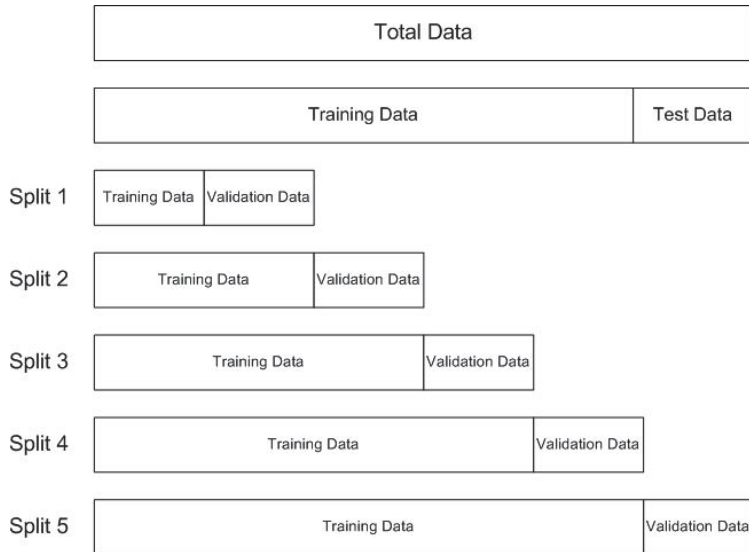 Total Data
Training Data Test Data
Split 1 Training Data Validation Data
Split 2 Training Data Validation Data
Split 3 Training Data Validation Data
Split 4 Training Data Validation Data
Split 5 Training Data Validation Data